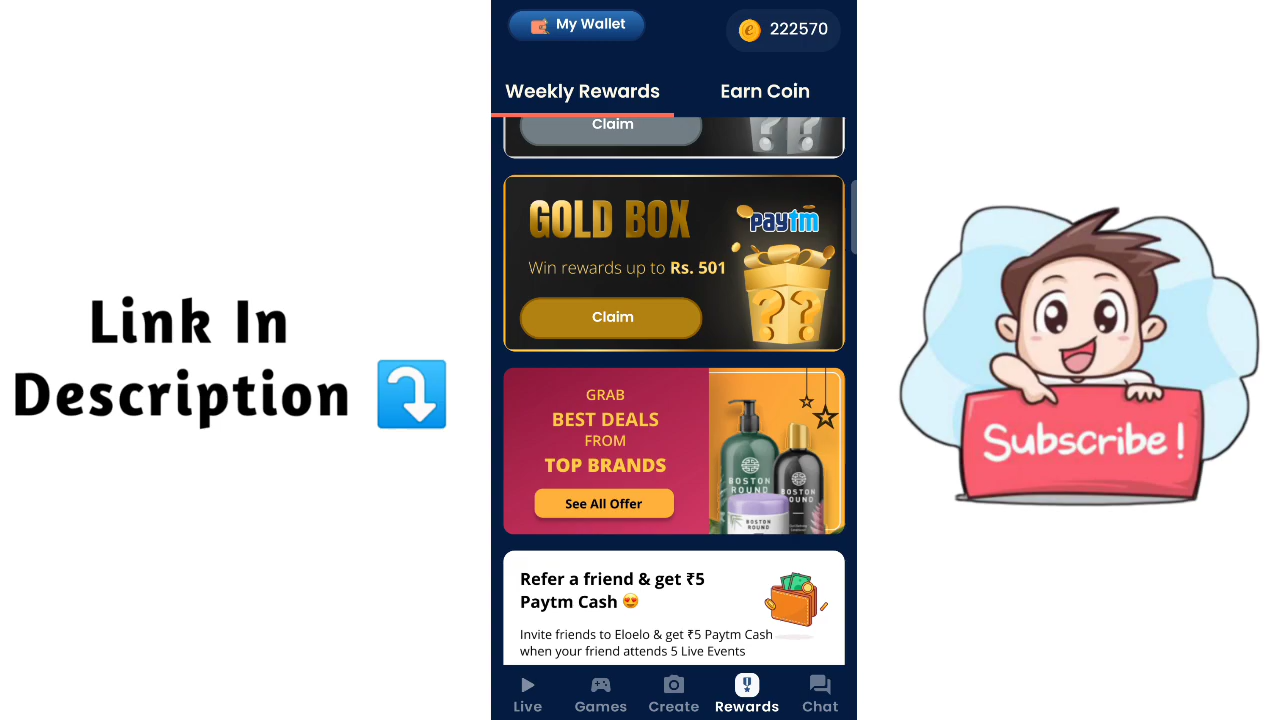 Link In
Description ⤵️
My Wallet
222570
Weekly Rewards
Earn Coin
Claim
GOLD BOX
paytm
Win rewards up to Rs. 501
Claim
GRAB
BEST DEALS
FROM
TOP BRANDS
See All Offer
BOSTON
ROUND
BOSTON
ROUND
BOSTON
ROUND
Refer a friend & get ₹5
Paytm Cash 😍
Invite friends to Eloelo & get ₹5 Paytm Cash
when your friend attends 5 Live Events
Live
Games
Create
Rewards
Chat
Subscribe!